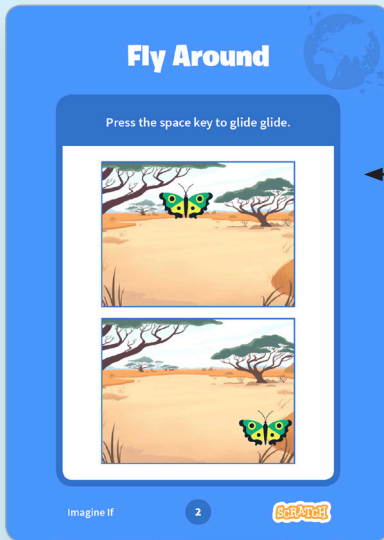 Fly Around
Press the space key to glide glide.
Imagine If
2
SCRATCH